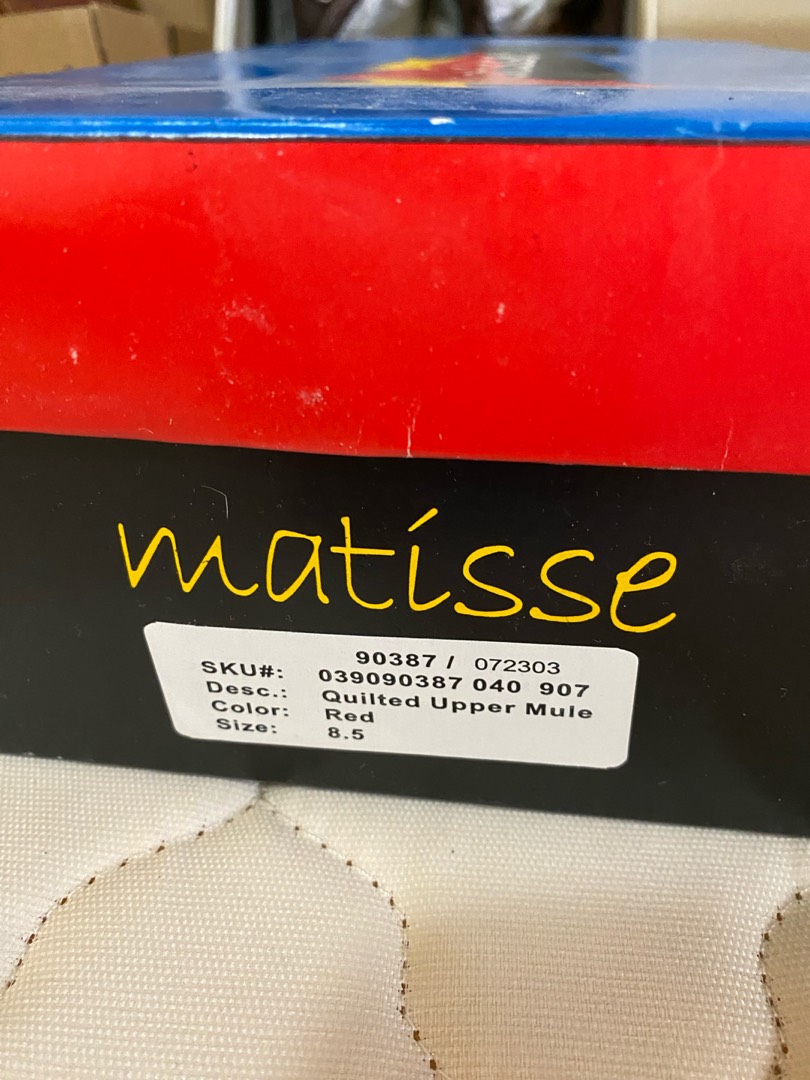 matisse
90387 / 072303
SKU#: 039090387 040 907
Desc.: Quilted Upper Mule
Color: Red
Size: 8.5